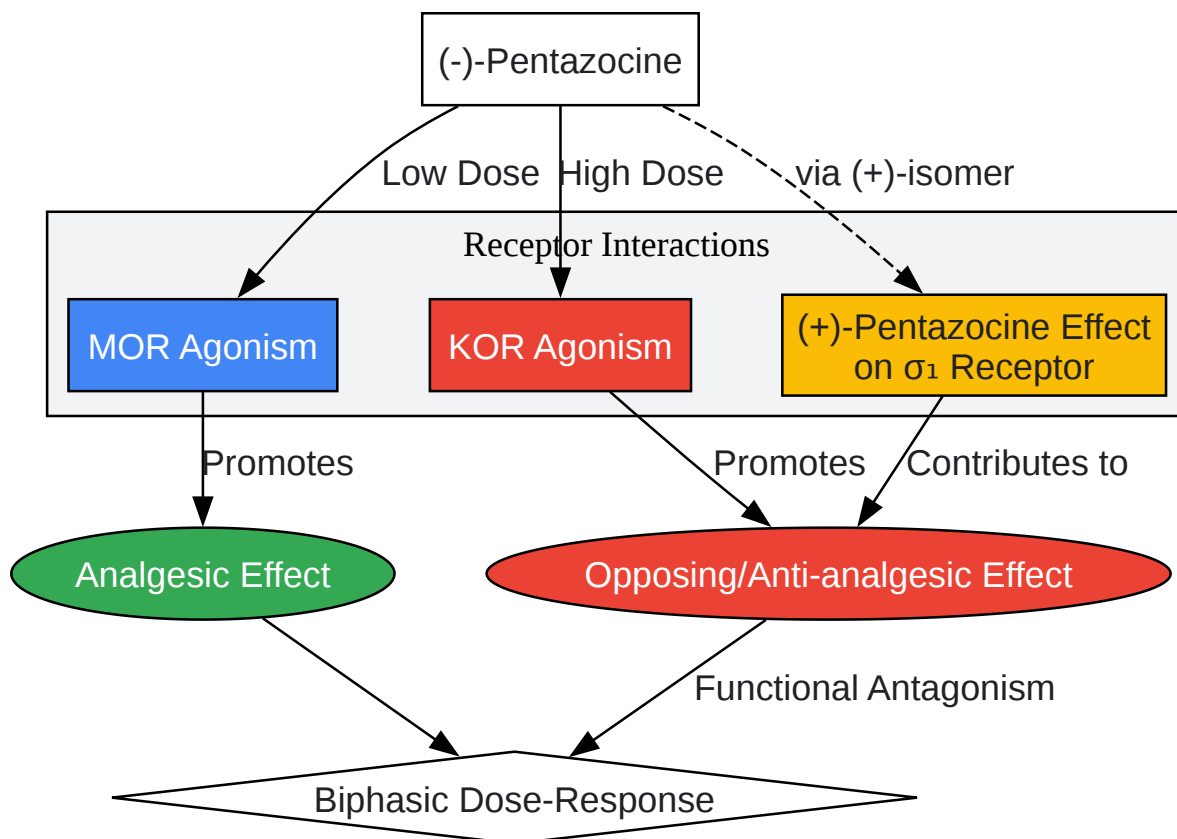 (-)-Pentazocine
Low Dose
High Dose
via (+)-isomer
Receptor Interactions
MOR Agonism
KOR Agonism
(+)-Pentazocine Effect
on σ₁ Receptor
Promotes
Promotes
Contributes to
Analgesic Effect
Opposing/Anti-analgesic Effect
Functional Antagonism
Biphasic Dose-Response